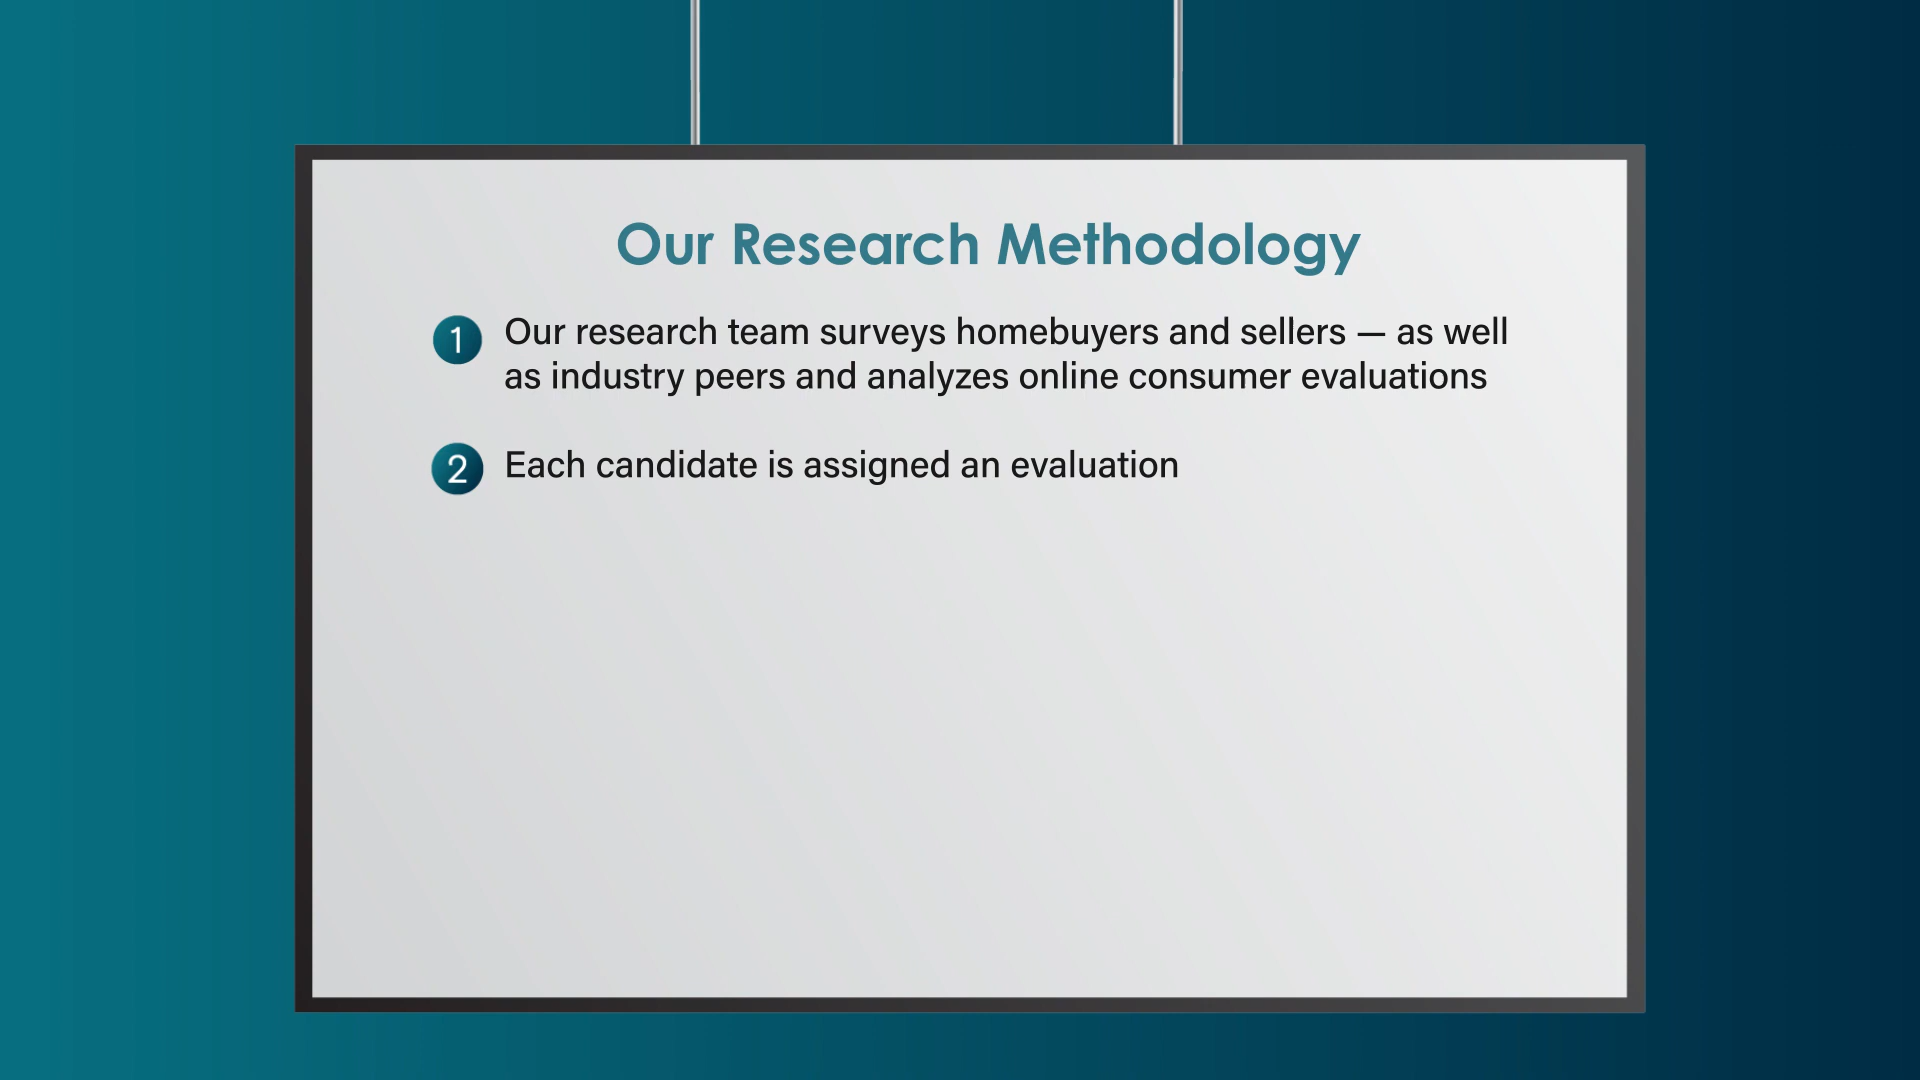 Our Research Methodology
1 Our research team surveys homebuyers and sellers — as well
as industry peers and analyzes online consumer evaluations
2 Each candidate is assigned an evaluation